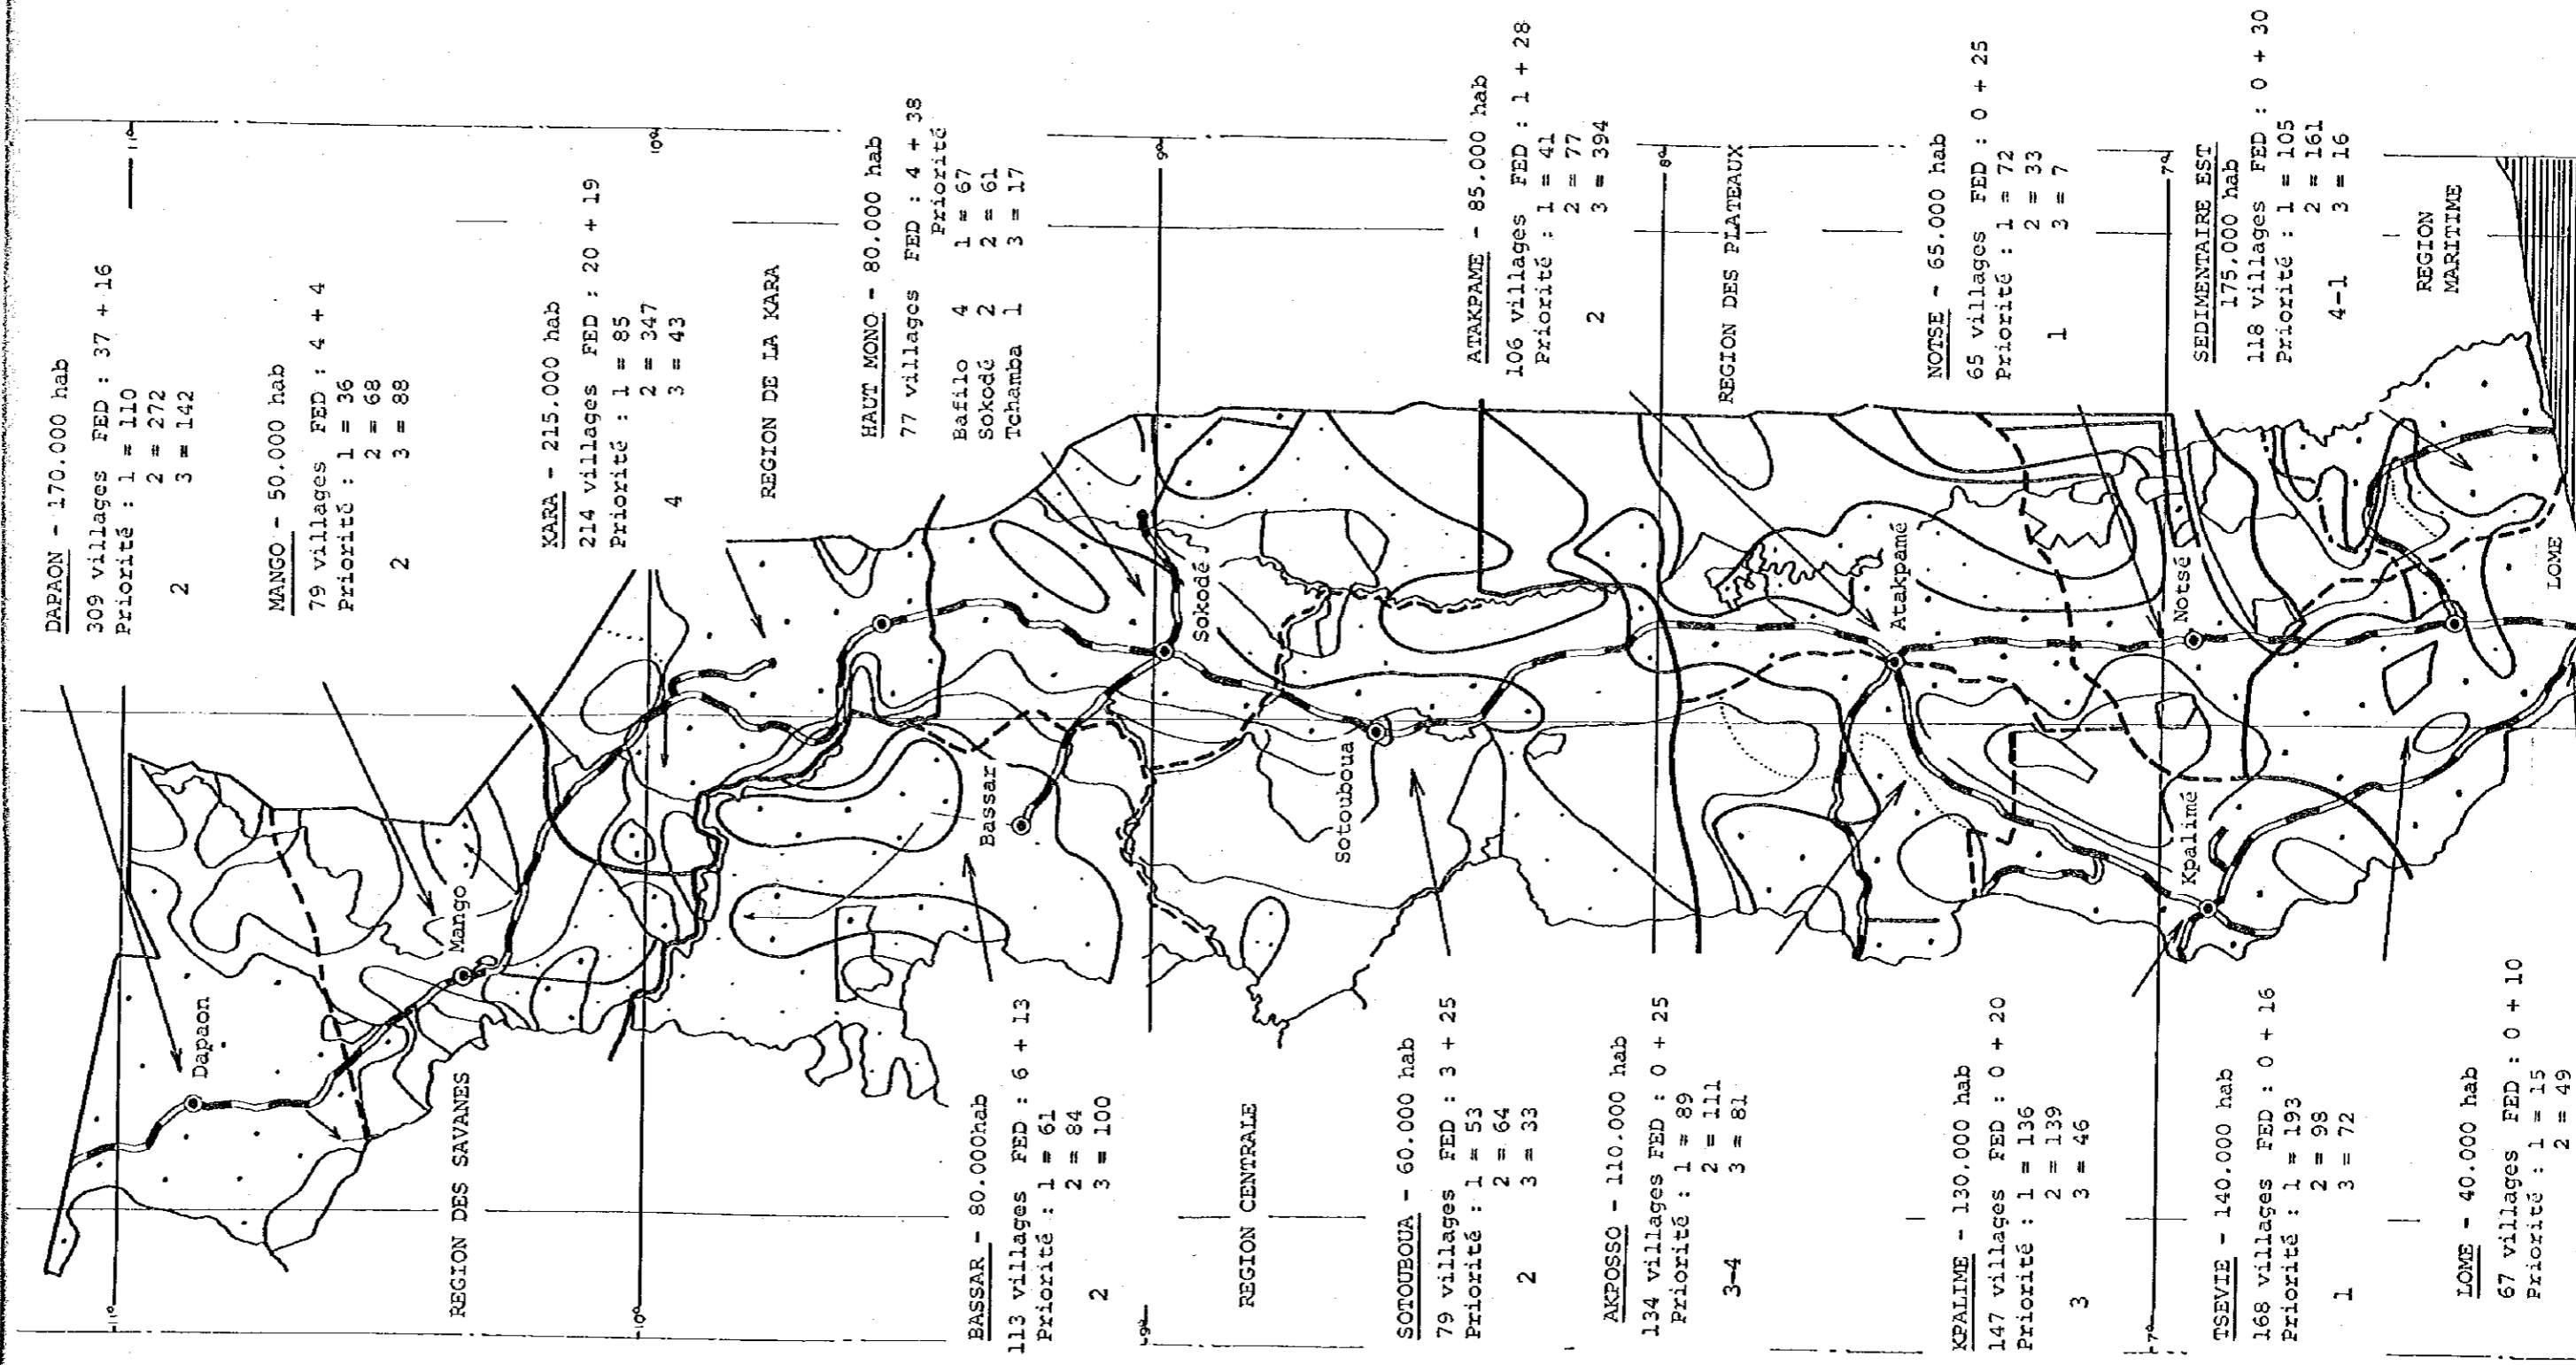 DAPAON - 170.000 hab
309 villages FED : 37 + 16
Priorité : 1 = 110
2 = 272
2 3 = 142
MANGO - 50.000 hab
79 villages FED : 4 + 4
Priorité : 1 = 36
2 = 68
2 3 = 88
KARA - 215.000 hab
214 villages FED : 20 + 19
Priorité : 1 = 85
2 = 347
4 3 = 43
REGION DE LA KARA
HAUT MONO - 80.000 hab
77 villages FED : 4 + 38
Priorité
Bafilo 4 1 = 67
Sokodé 2 2 = 61
Tchamba 1 3 = 17
ATAKPAME - 85.000 hab
106 villages FED : 1 + 28
Priorité : 1 = 41
2 = 77
2 3 = 394
REGION DES PLATEAUX
NOTSE - 65.000 hab
65 villages FED : 0 + 25
Priorité : 1 = 72
2 = 33
1 3 = 7
SEDIMENTAIRE EST
175.000 hab
118 villages FED : 0 + 30
Priorité : 1 = 105
2 = 161
4-1 3 = 16
REGION
MARITIME
11°
10°
9°
8°
7°
Dapaon
Mango
Bassar
Sokodé
Sotouboua
Atakpamé
Notsé
Kpalimé
LOME
11°
10°
9°
7°
REGION DES SAVANES
BASSAR - 80.000hab
113 villages FED : 6 + 13
Priorité : 1 = 61
2 = 84
2 3 = 100
REGION CENTRALE
SOTOUBOUA - 60.000 hab
79 villages FED : 3 + 25
Priorité : 1 = 53
2 = 64
2 3 = 33
AKPOSSO - 110.000 hab
134 villages FED : 0 + 25
Priorité : 1 = 89
2 = 111
3-4 3 = 81
KPALIME - 130.000 hab
147 villages FED : 0 + 20
Priorité : 1 = 136
2 = 139
3 3 = 46
TSEVIE - 140.000 hab
168 villages FED : 0 + 16
Priorité : 1 = 193
2 = 98
1 3 = 72
LOME - 40.000 hab
67 villages FED : 0 + 10
Priorité : 1 = 15
2 = 49